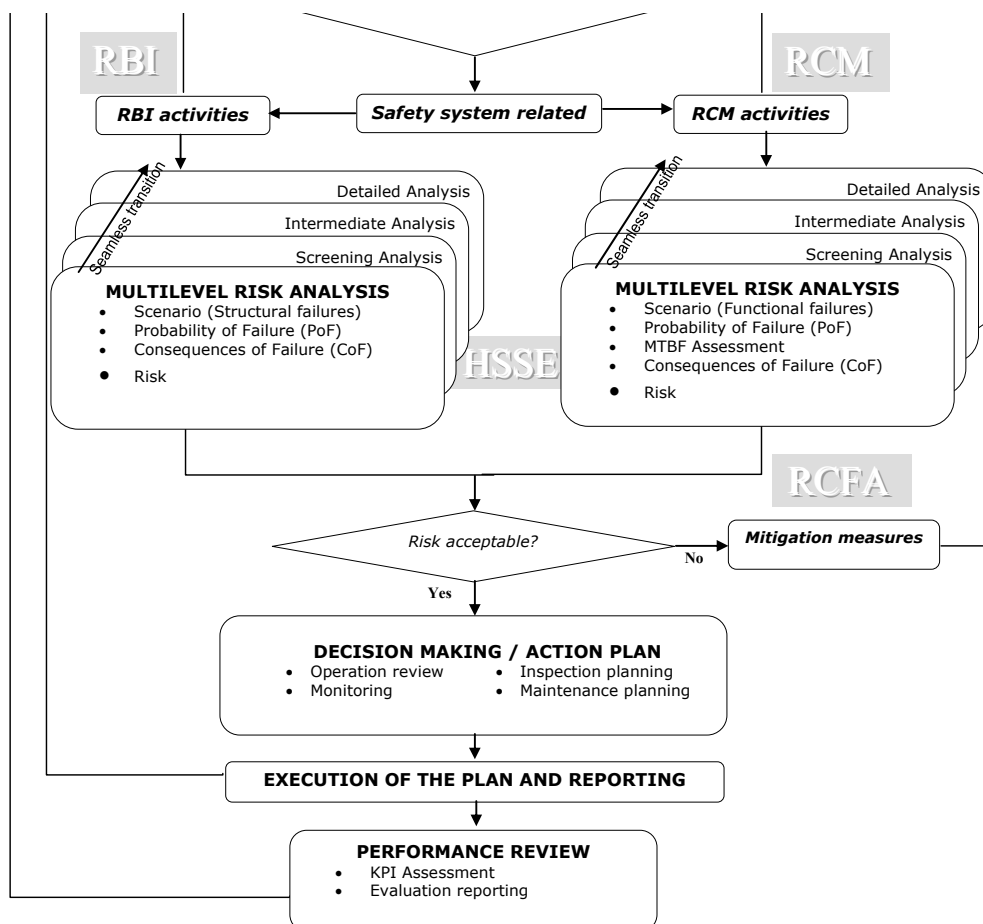 RBI
RCM
RBI activities
Safety system related
RCM activities
Seamless transition
Detailed Analysis
Intermediate Analysis
Screening Analysis
MULTILEVEL RISK ANALYSIS
• Scenario (Structural failures)
• Probability of Failure (PoF)
• Consequences of Failure (CoF)
• Risk
HSSE
Seamless transition
Detailed Analysis
Intermediate Analysis
Screening Analysis
MULTILEVEL RISK ANALYSIS
• Scenario (Functional failures)
• Probability of Failure (PoF)
• MTBF Assessment
• Consequences of Failure (CoF)
• Risk
RCFA
Risk acceptable?
No
Mitigation measures
Yes
DECISION MAKING / ACTION PLAN
• Operation review
• Monitoring
• Inspection planning
• Maintenance planning
EXECUTION OF THE PLAN AND REPORTING
PERFORMANCE REVIEW
• KPI Assessment
• Evaluation reporting